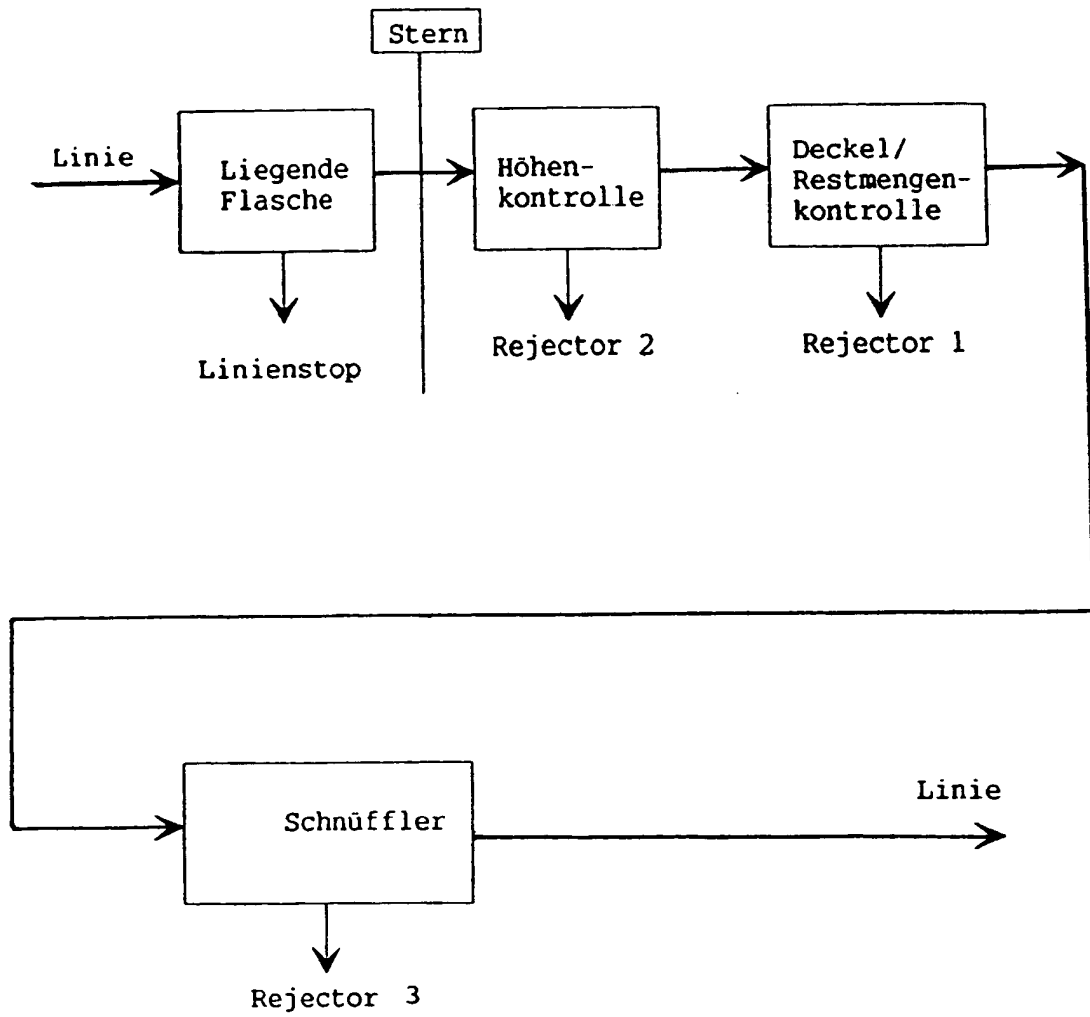 Stern
Linie
Liegende
Flasche
Höhen-
kontrolle
Deckel/
Restmengen-
kontrolle
Linienstop
Rejector 2
Rejector 1
Schnüffler
Linie
Rejector 3